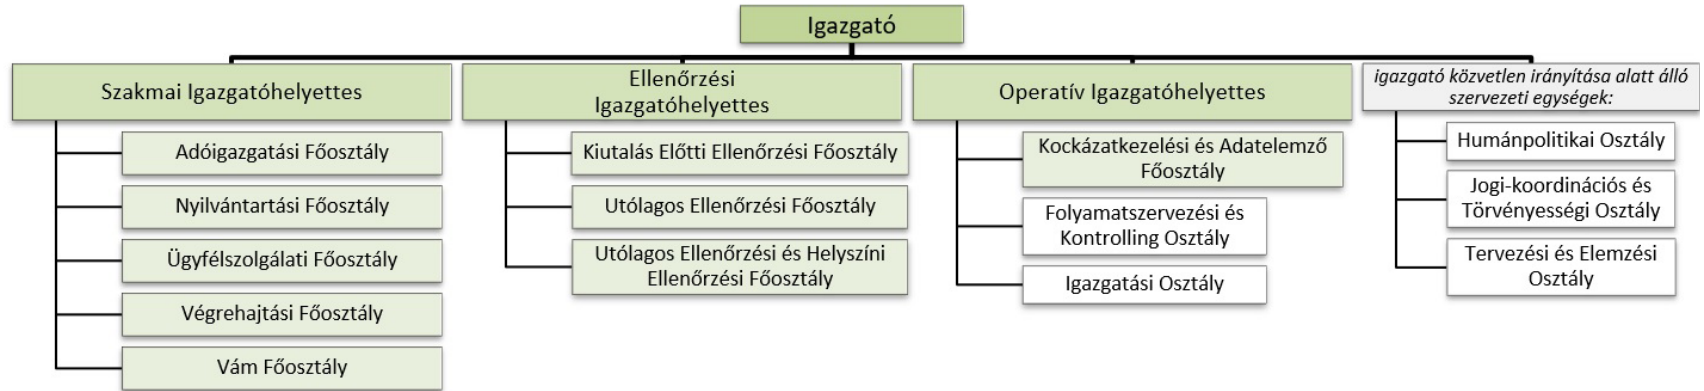 Igazgató
Szakmai Igazgatóhelyettes
Adóigazgatási Főosztály
Nyilvántartási Főosztály
Ügyfélszolgálati Főosztály
Végrehajtási Főosztály
Vám Főosztály
Ellenőrzési
Igazgatóhelyettes
Kiutalás Előtti Ellenőrzési Főosztály
Utólagos Ellenőrzési Főosztály
Utólagos Ellenőrzési és Helyszíni
Ellenőrzési Főosztály
Operatív Igazgatóhelyettes
Kockázatkezelési és Adatelemző
Főosztály
Folyamatszervezési és
Kontrolling Osztály
Igazgatási Osztály
igazgató közvetlen irányítása alatt álló
szervezeti egységek:
Humánpolitikai Osztály
Jogi-koordinációs és
Törvényességi Osztály
Tervezési és Elemzési
Osztály